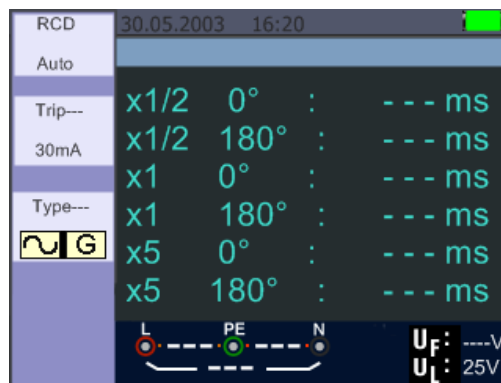 RCD
Auto
Trip---
30mA
Type---
G
30.05.2003 16:20
x1/2 0° : - - - ms
x1/2 180° : - - - ms
x1 0° : - - - ms
x1 180° : - - - ms
x5 0° : - - - ms
x5 180° : - - - ms
L PE N
UF: ----V
UL: 25V